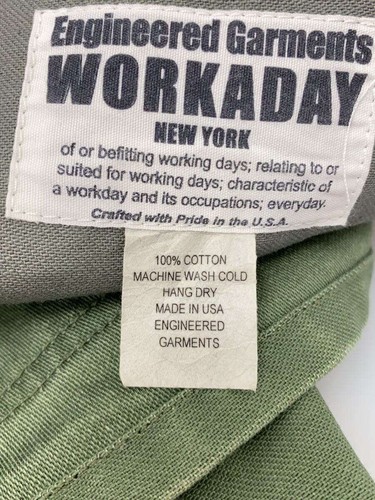 Engineered Garments
WORKADAY
NEW YORK
of or befitting working days; relating to or
suited for working days; characteristic of
a workday and its occupations; everyday.
Crafted with Pride in the U.S.A.
100% COTTON
MACHINE WASH COLD
HANG DRY
MADE IN USA
ENGINEERED
GARMENTS